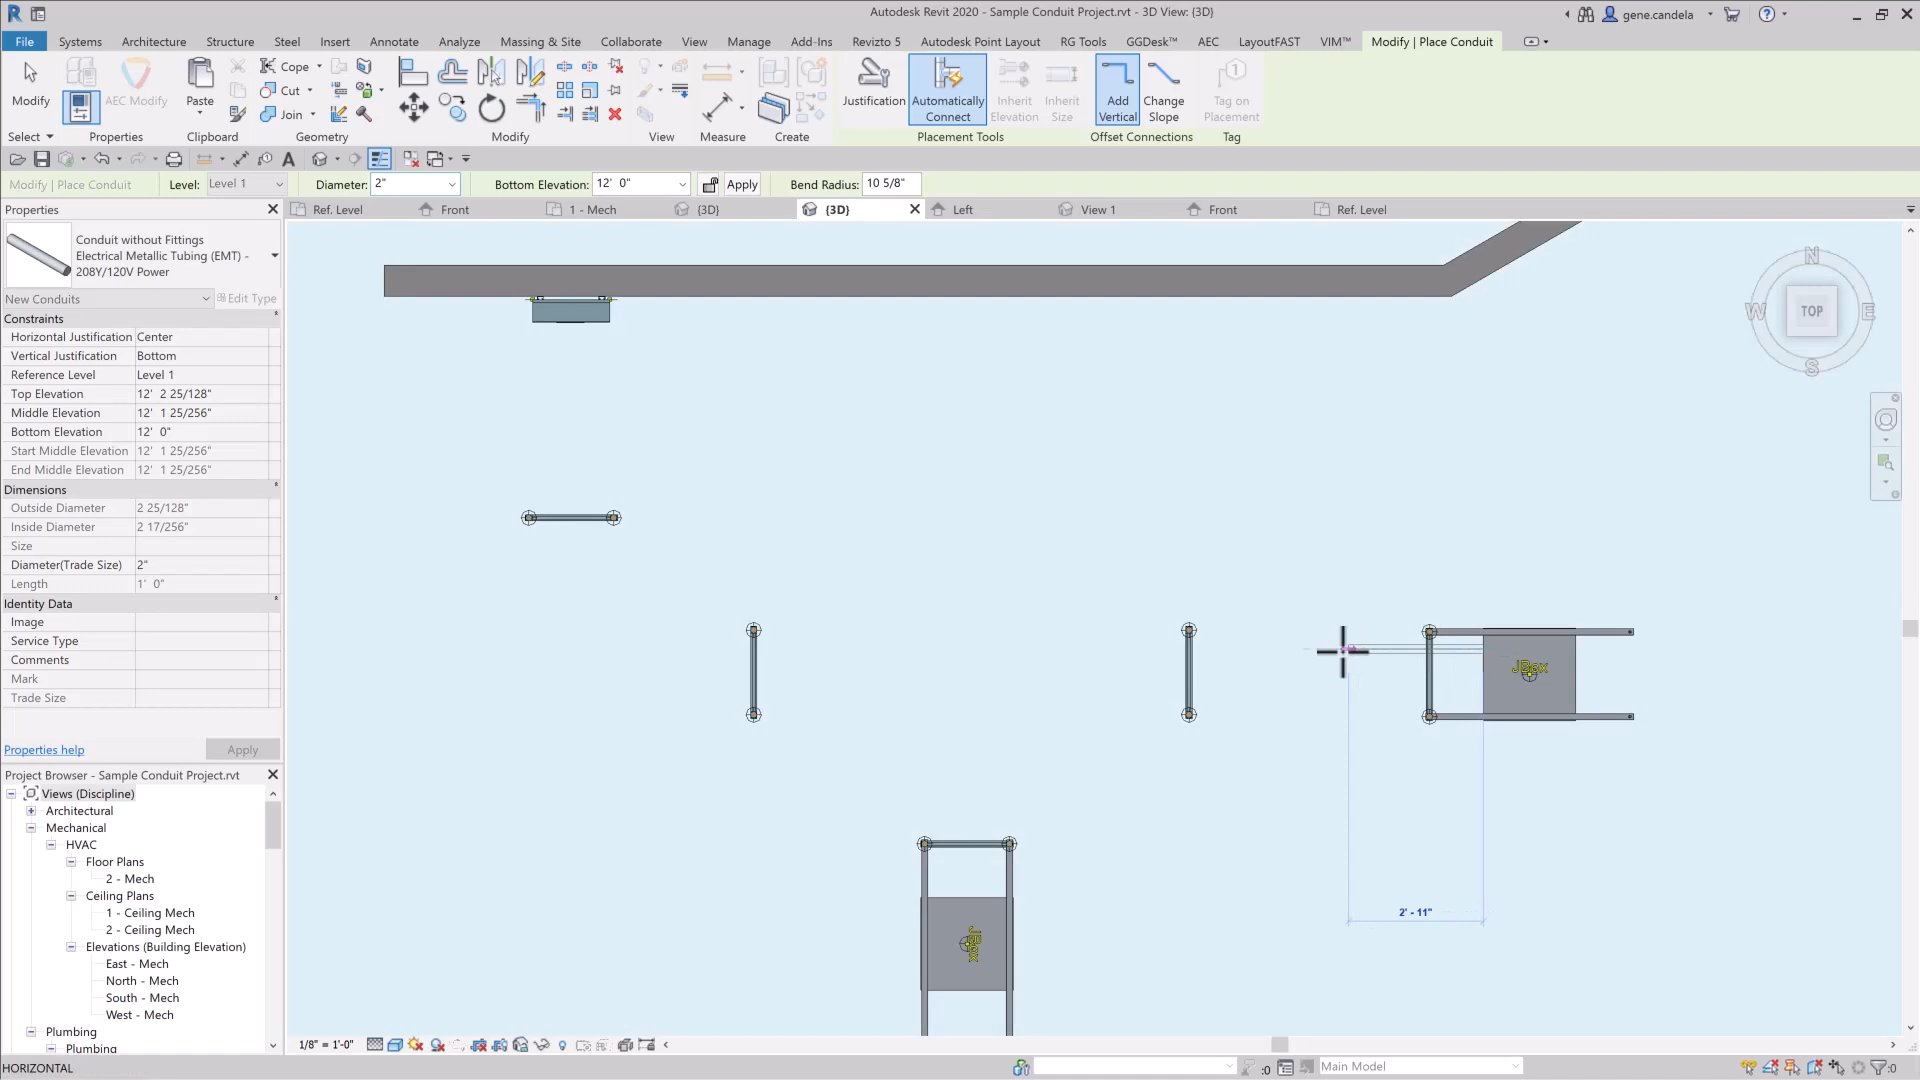 Autodesk Revit 2020 - Sample Conduit Project.rvt - 3D View: {3D}
gene.candela
File Systems Architecture Structure Steel Insert Annotate Analyze Massing & Site Collaborate View Manage Add-Ins Revizto 5 Autodesk Point Layout RG Tools GGDesk™ AEC LayoutFAST VIM™ Modify | Place Conduit
Modify
AEC Modify
Paste
Cope
Cut
Join
Justification
Automatically Connect
Inherit Elevation
Inherit Size
Add Vertical
Change Slope
Tag on Placement
Select Properties Clipboard Geometry Modify View Measure Create Placement Tools Offset Connections Tag
Modify | Place Conduit Level: Level 1 Diameter: 2" Bottom Elevation: 12' 0" Apply Bend Radius: 10 5/8"
Properties
Ref. Level Front 1 - Mech {3D} {3D} Left View 1 Front Ref. Level
Conduit without Fittings
Electrical Metallic Tubing (EMT) -
208Y/120V Power
New Conduits Edit Type
Constraints
Horizontal Justification Center
Vertical Justification Bottom
Reference Level Level 1
Top Elevation 12' 2 25/128"
Middle Elevation 12' 1 25/256"
Bottom Elevation 12' 0"
Start Middle Elevation 12' 1 25/256"
End Middle Elevation 12' 1 25/256"
Dimensions
Outside Diameter 2 25/128"
Inside Diameter 2 17/256"
Size
Diameter(Trade Size) 2"
Length 1' 0"
Identity Data
Image
Service Type
Comments
Mark
Trade Size
Properties help Apply
Project Browser - Sample Conduit Project.rvt
Views (Discipline)
Architectural
Mechanical
HVAC
Floor Plans
2 - Mech
Ceiling Plans
1 - Ceiling Mech
2 - Ceiling Mech
Elevations (Building Elevation)
East - Mech
North - Mech
South - Mech
West - Mech
Plumbing
Plumbing
N
W TOP E
S
JBox
2' - 11"
JBox
1/8" = 1'-0"
HORIZONTAL
:0
Main Model
:0